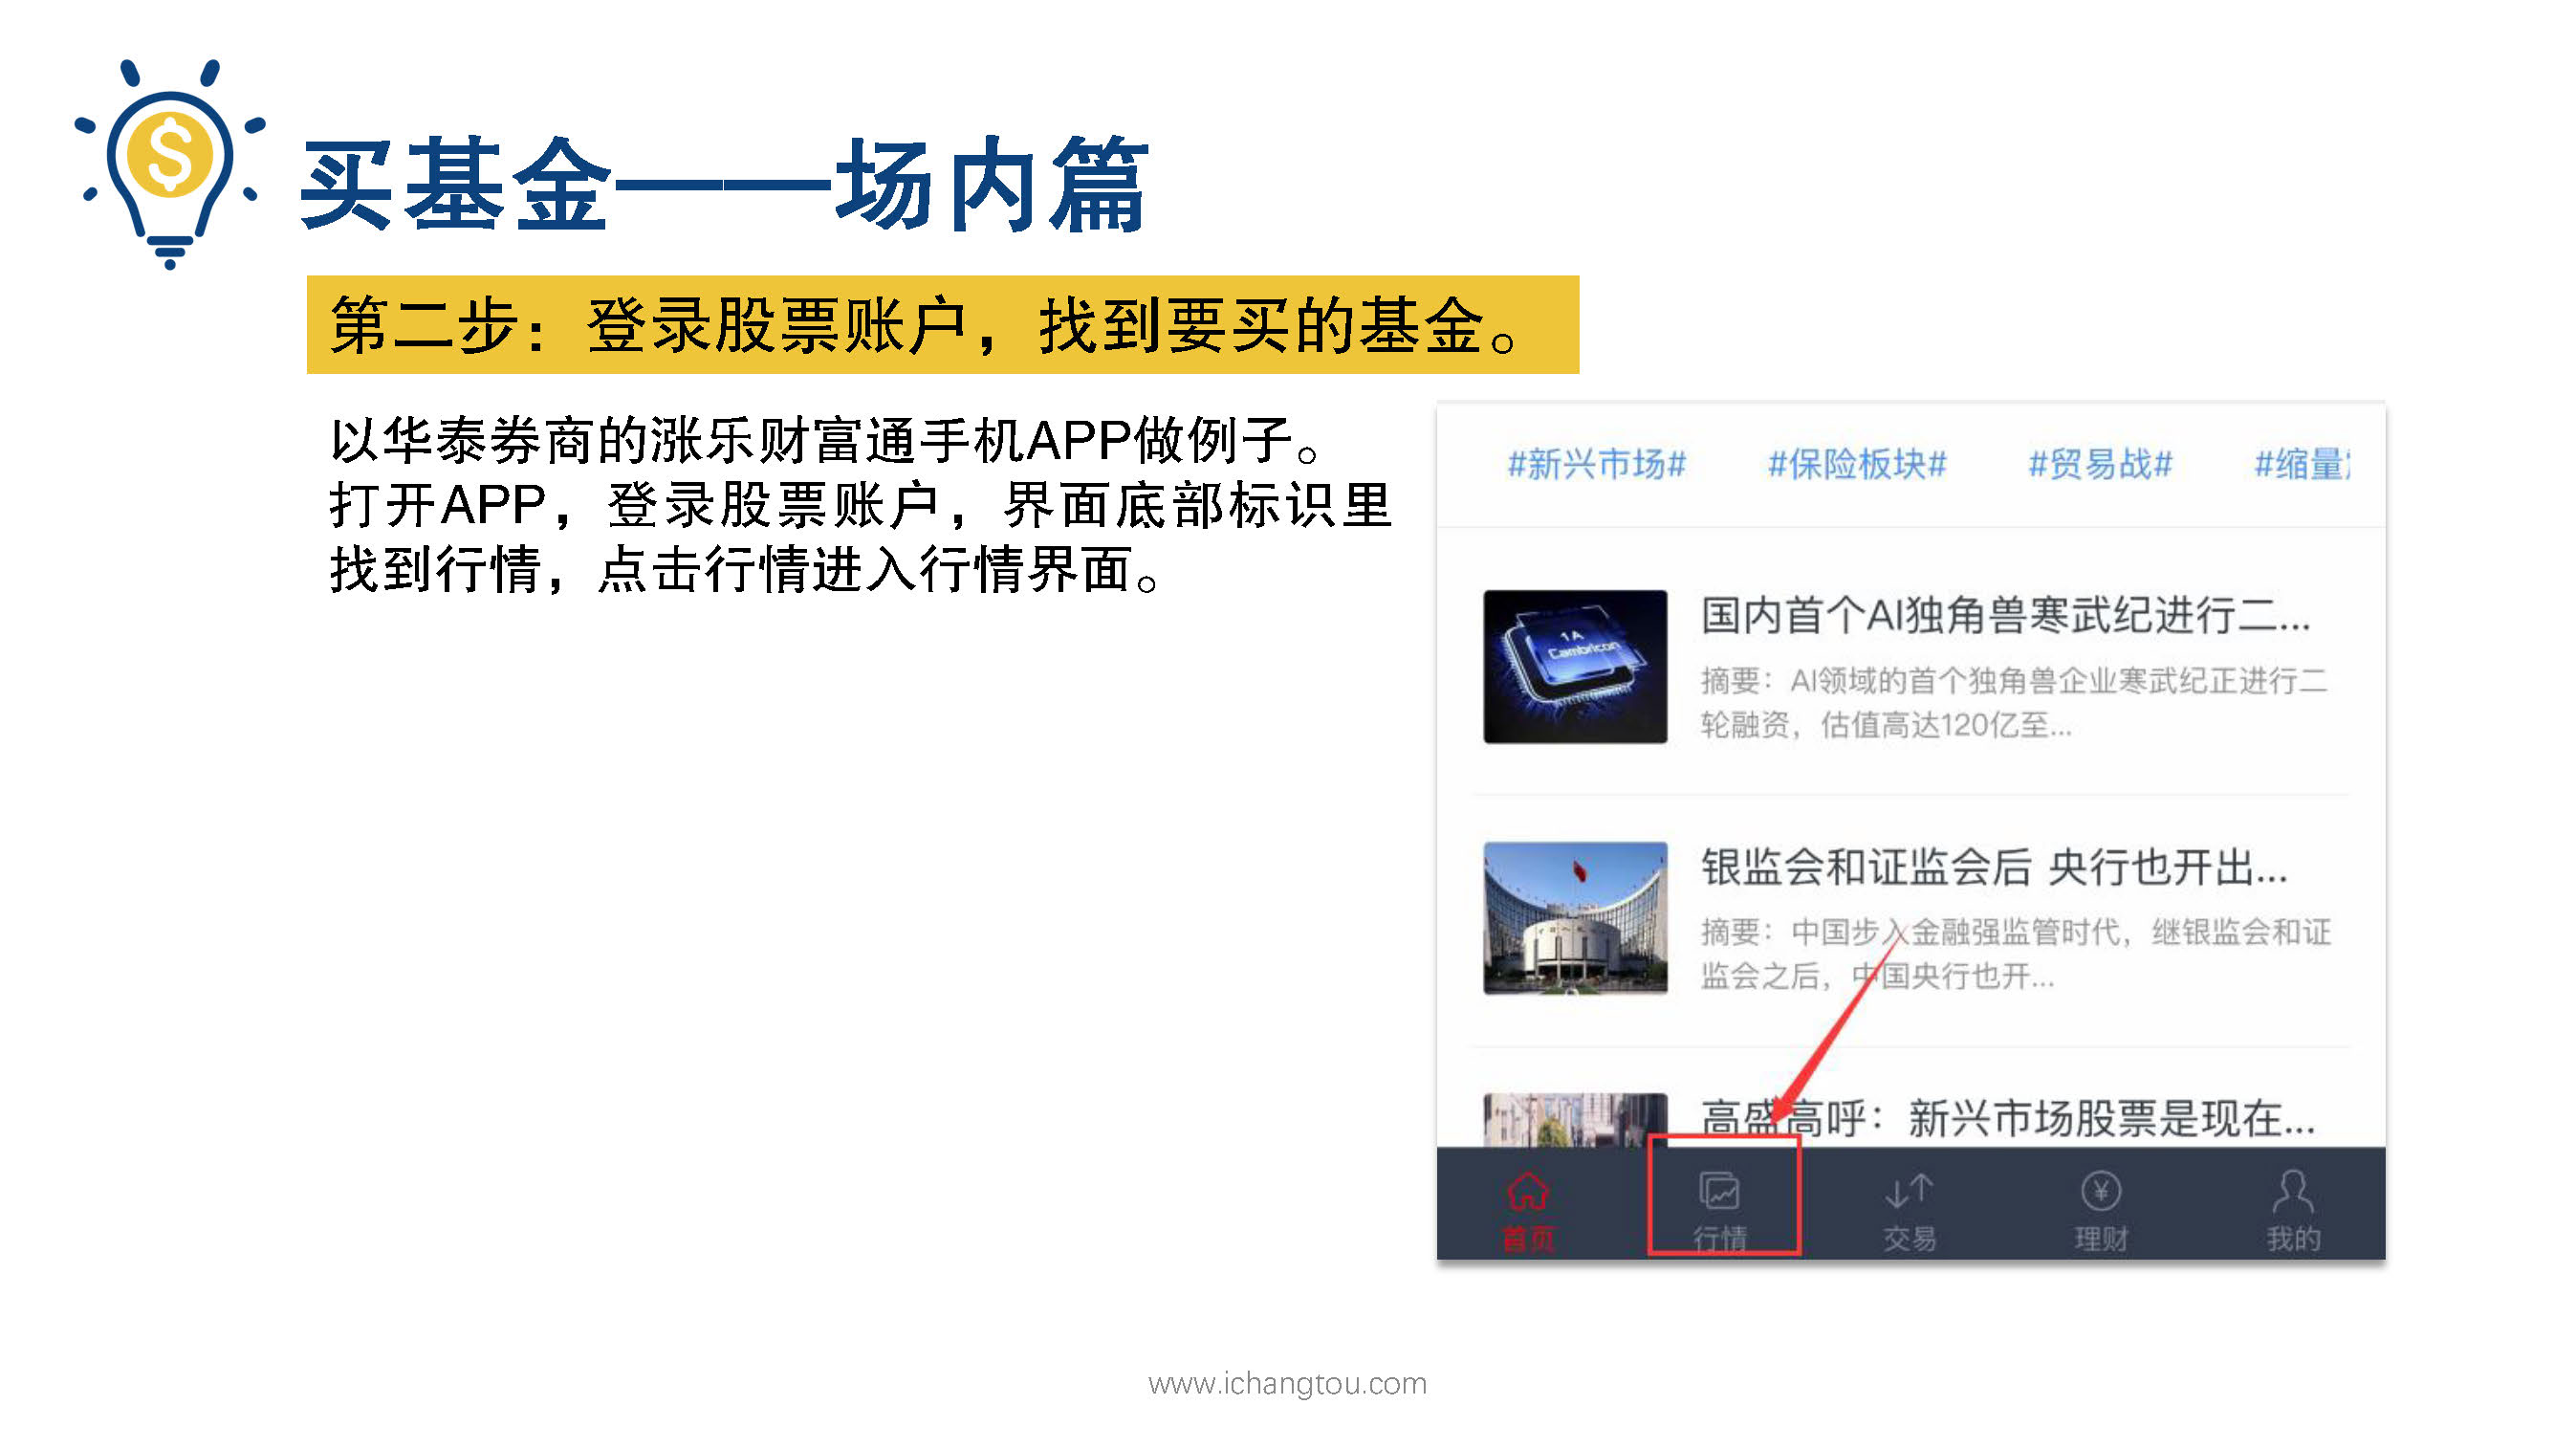 买基金——场内篇
第二步：登录股票账户，找到要买的基金。
以华泰券商的涨乐财富通手机APP做例子。
打开APP，登录股票账户，界面底部标识里
找到行情，点击行情进入行情界面。
#新兴市场# #保险板块# #贸易战# #缩量
国内首个AI独角兽寒武纪进行二...
摘要：AI领域的首个独角兽企业寒武纪正进行二
轮融资，估值高达120亿至...
1A
Cambricon
银监会和证监会后 央行也开出...
摘要：中国步入金融强监管时代，继银监会和证
监会之后，中国央行也开...
高盛高呼：新兴市场股票是现在...
首页 行情 交易 理财 我的
www.ichangtou.com